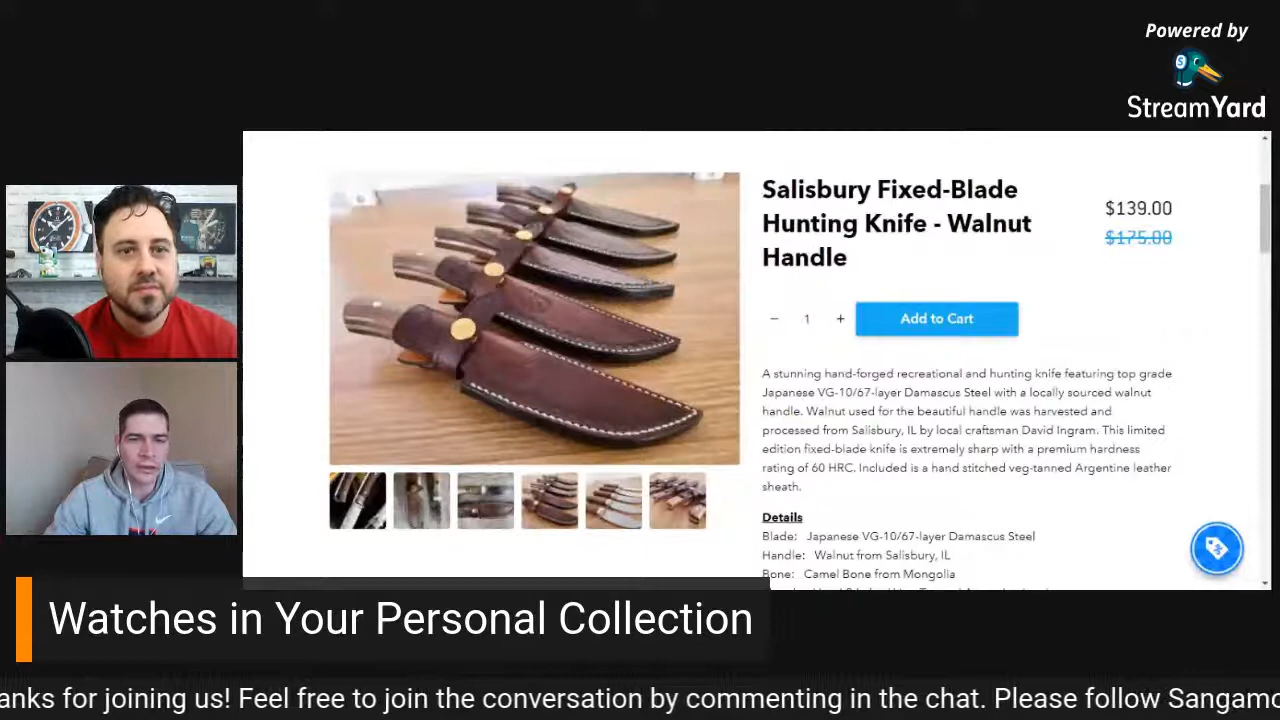 Powered by
StreamYard
Salisbury Fixed-Blade
Hunting Knife - Walnut
Handle
$139.00
$175.00
− 1 +
Add to Cart
A stunning hand-forged recreational and hunting knife featuring top grade
Japanese VG-10/67-layer Damascus Steel with a locally sourced walnut
handle. Walnut used for the beautiful handle was harvested and
processed from Salisbury, IL by local craftsman David Ingram. This limited
edition fixed-blade knife is extremely sharp with a premium hardness
rating of 60 HRC. Included is a hand stitched veg-tanned Argentine leather
sheath.
Details
Blade: Japanese VG-10/67-layer Damascus Steel
Handle: Walnut from Salisbury, IL
Bone: Camel Bone from Mongolia
Watches in Your Personal Collection
anks for joining us! Feel free to join the conversation by commenting in the chat. Please follow Sangamo